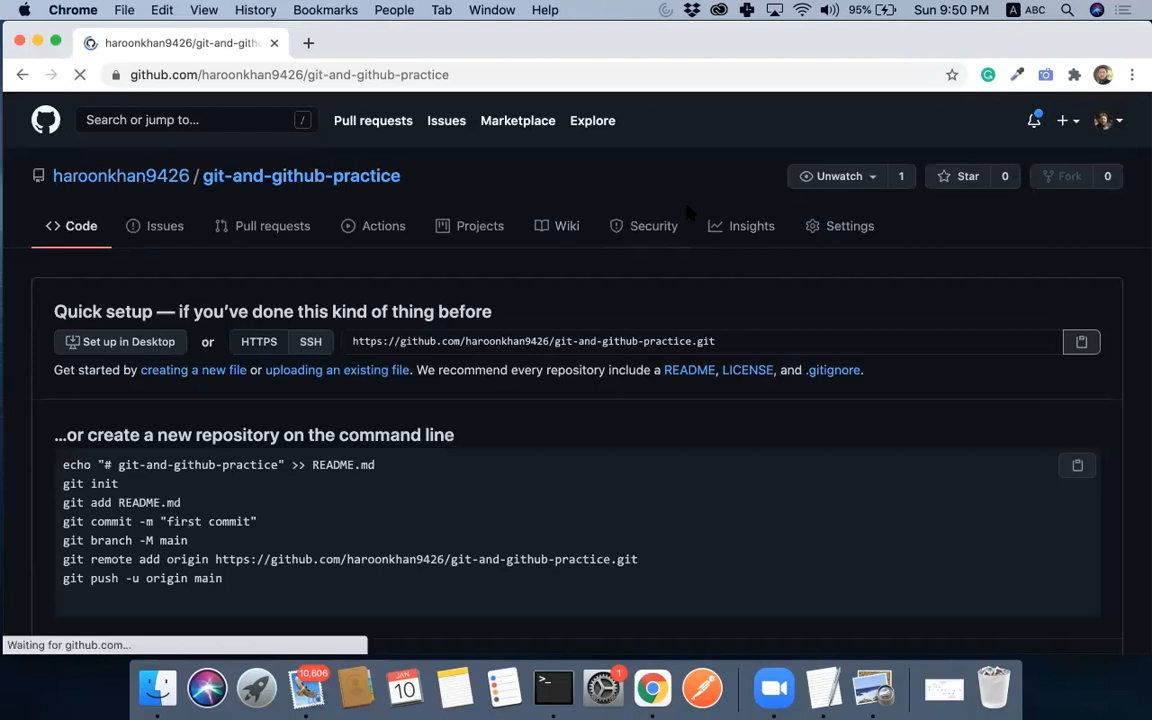 Chrome File Edit View History Bookmarks People Tab Window Help 95% Sun 9:50 PM A ABC
haroonkhan9426/git-and-gith
github.com/haroonkhan9426/git-and-github-practice
Search or jump to... / Pull requests Issues Marketplace Explore
haroonkhan9426 / git-and-github-practice Unwatch 1 Star 0 Fork 0
<> Code Issues Pull requests Actions Projects Wiki Security Insights Settings
Quick setup — if you've done this kind of thing before
Set up in Desktop or HTTPS SSH https://github.com/haroonkhan9426/git-and-github-practice.git
Get started by creating a new file or uploading an existing file. We recommend every repository include a README, LICENSE, and .gitignore.
...or create a new repository on the command line
echo "# git-and-github-practice" >> README.md
git init
git add README.md
git commit -m "first commit"
git branch -M main
git remote add origin https://github.com/haroonkhan9426/git-and-github-practice.git
git push -u origin main
Waiting for github.com...
10,606
1
JAN
10
>_